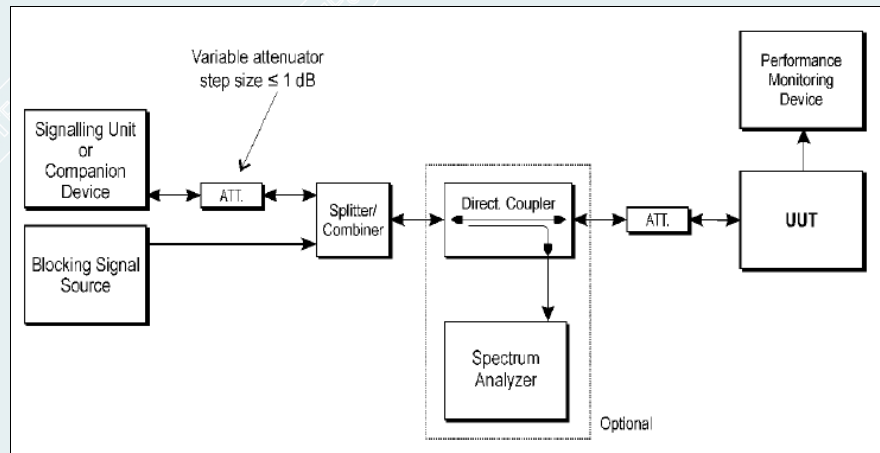 Variable attenuator
step size ≤ 1 dB
Performance
Monitoring
Device
Signalling Unit
or
Companion
Device
ATT.
Splitter/
Combiner
Direct. Coupler
ATT.
UUT
Blocking Signal
Source
Spectrum
Analyzer
Optional